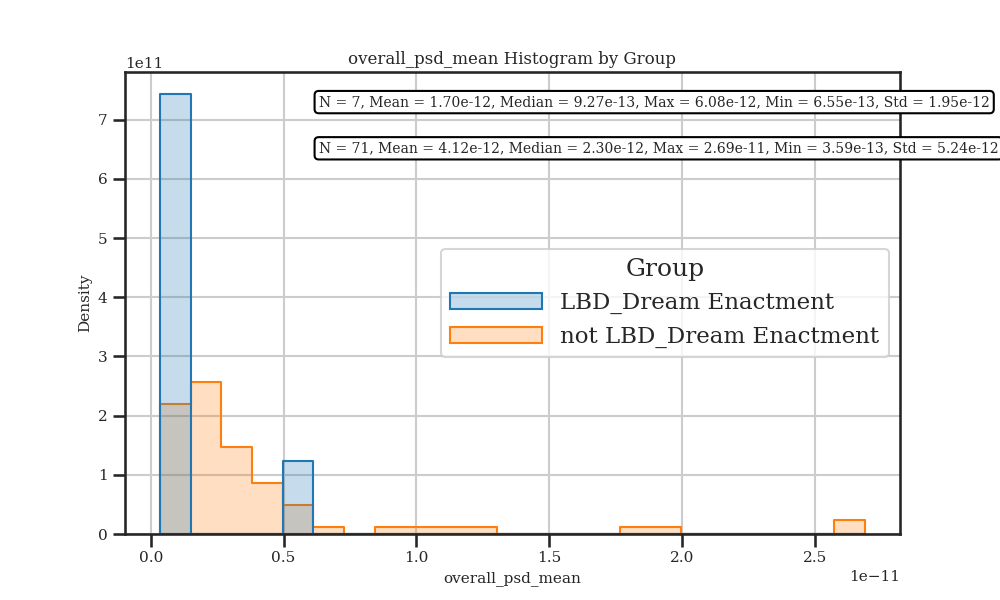 overall_psd_mean Histogram by Group
1e11
N = 7, Mean = 1.70e-12, Median = 9.27e-13, Max = 6.08e-12, Min = 6.55e-13, Std = 1.95e-12
N = 71, Mean = 4.12e-12, Median = 2.30e-12, Max = 2.69e-11, Min = 3.59e-13, Std = 5.24e-12
Group
LBD_Dream Enactment
not LBD_Dream Enactment
Density
7
6
5
4
3
2
1
0
0.0 0.5 1.0 1.5 2.0 2.5
1e−11
overall_psd_mean